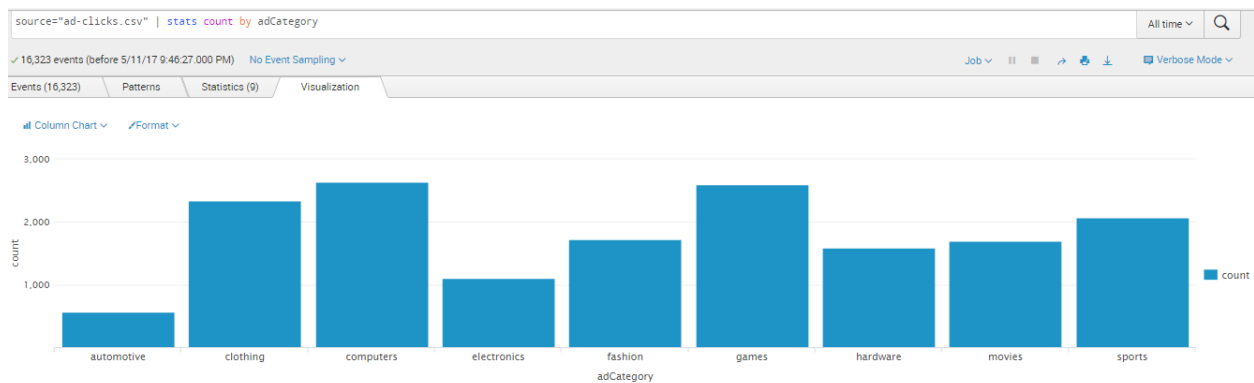 source="ad-clicks.csv" | stats count by adCategory
All time
16,323 events (before 5/11/17 9:46:27.000 PM) No Event Sampling
Job
Verbose Mode
Events (16,323) Patterns Statistics (9) Visualization
Column Chart Format
3,000
2,000
1,000
count
count
automotive clothing computers electronics fashion games hardware movies sports
adCategory